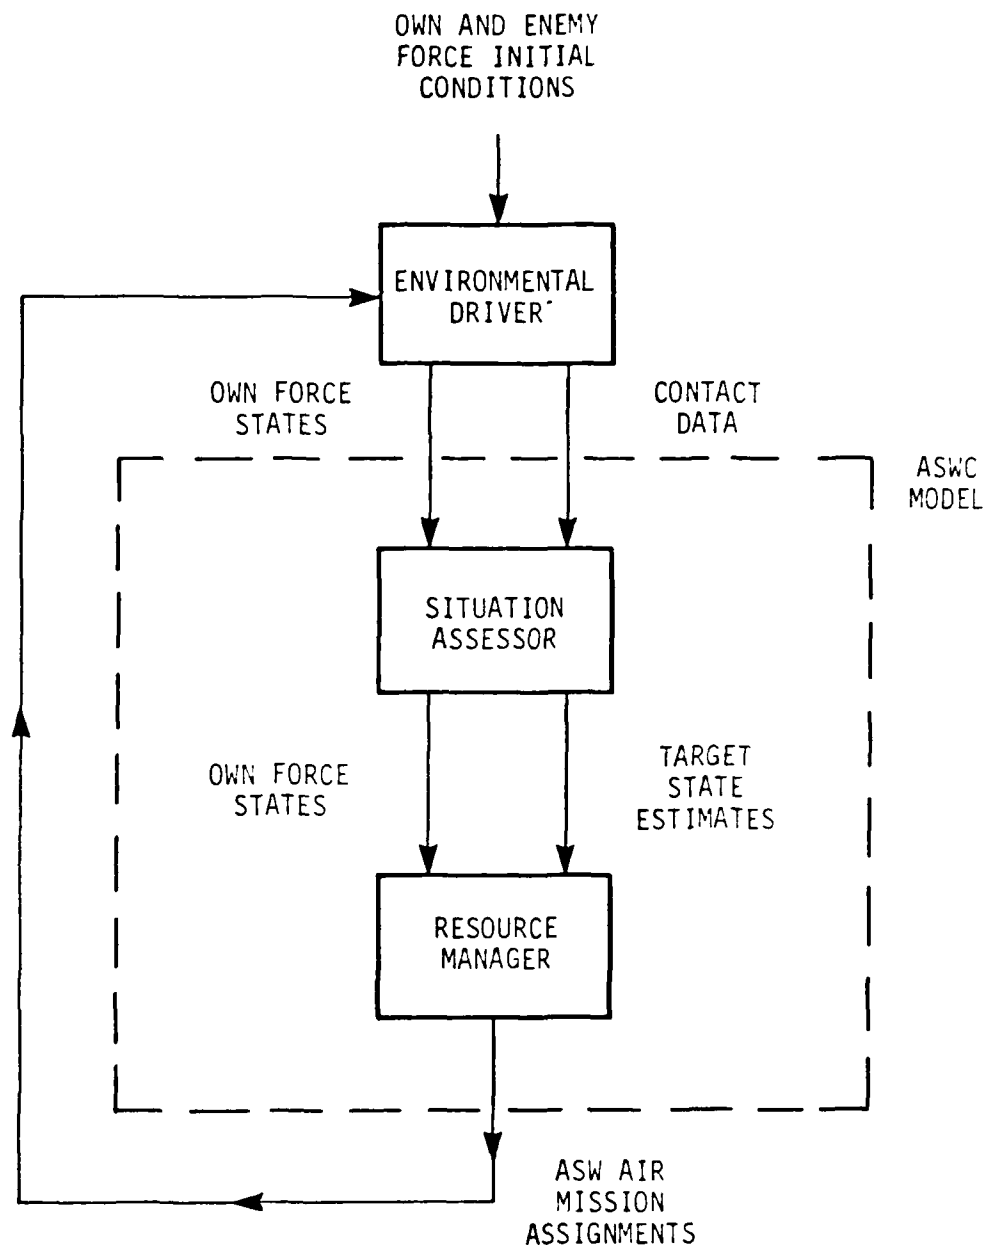 OWN AND ENEMY
FORCE INITIAL
CONDITIONS
ENVIRONMENTAL
DRIVER
OWN FORCE
STATES
CONTACT
DATA
ASWC
MODEL
SITUATION
ASSESSOR
OWN FORCE
STATES
TARGET
STATE
ESTIMATES
RESOURCE
MANAGER
ASW AIR
MISSION
ASSIGNMENTS